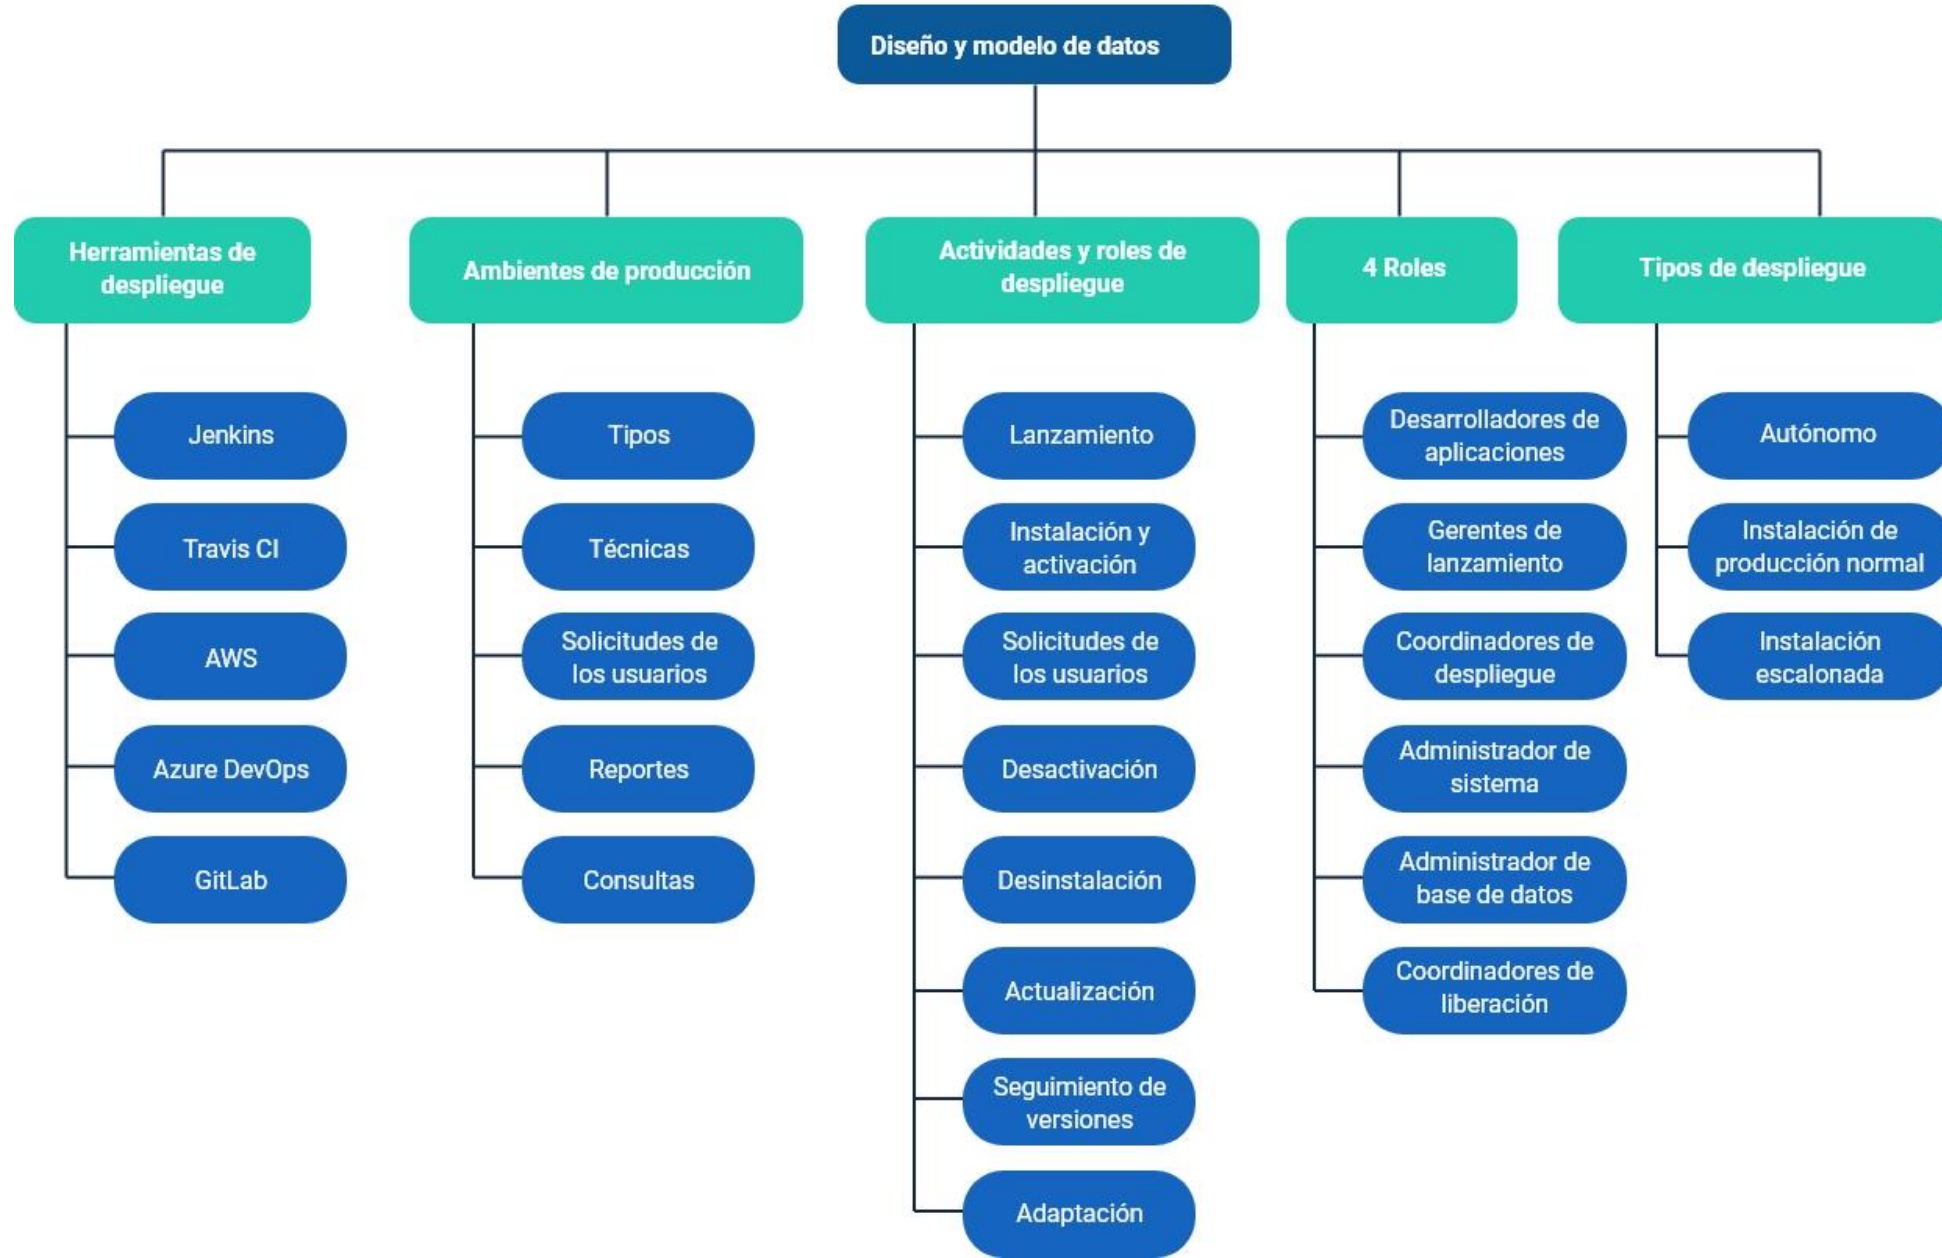 Diseño y modelo de datos
Herramientas de
despliegue
Jenkins
Travis CI
AWS
Azure DevOps
GitLab
Ambientes de producción
Tipos
Técnicas
Solicitudes de
los usuarios
Reportes
Consultas
Actividades y roles de
despliegue
Lanzamiento
Instalación y
activación
Solicitudes de
los usuarios
Desactivación
Desinstalación
Actualización
Seguimiento de
versiones
Adaptación
4 Roles
Desarrolladores de
aplicaciones
Gerentes de
lanzamiento
Coordinadores de
despliegue
Administrador de
sistema
Administrador de
base de datos
Coordinadores de
liberación
Tipos de despliegue
Autónomo
Instalación de
producción normal
Instalación
escalonada